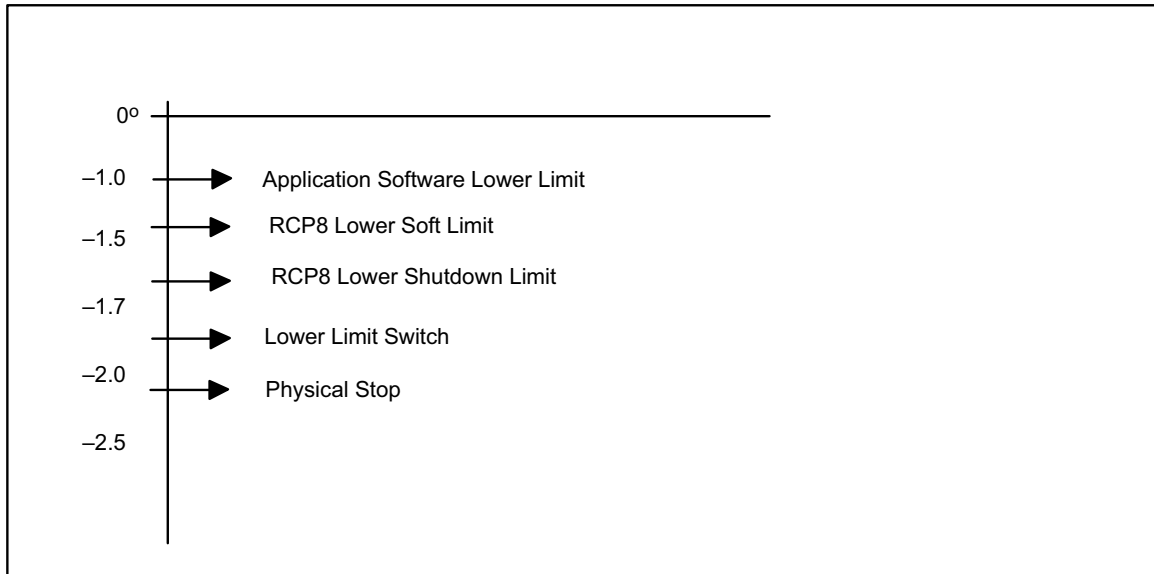 0º
–1.0 Application Software Lower Limit
–1.5 RCP8 Lower Soft Limit
RCP8 Lower Shutdown Limit
–1.7
Lower Limit Switch
–2.0 Physical Stop
–2.5